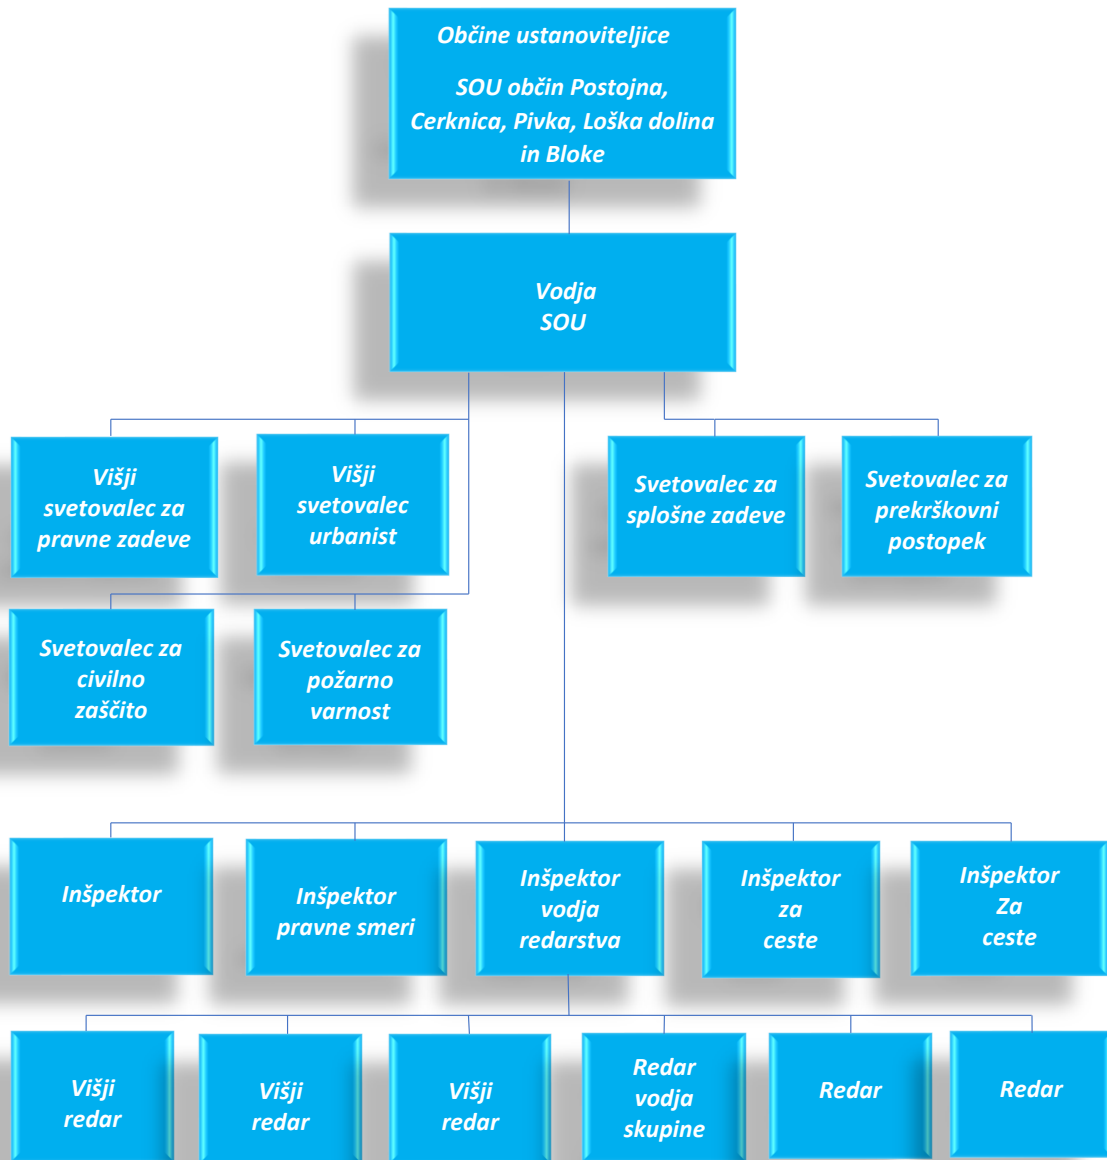 Občine ustanoviteljice
SOU občin Postojna,
Cerknica, Pivka, Loška dolina
in Bloke
Vodja
SOU
Višji
svetovalec za
pravne zadeve
Višji
svetovalec
urbanist
Svetovalec za
splošne zadeve
Svetovalec za
prekrškovni
postopek
Svetovalec za
civilno
zaščito
Svetovalec za
požarno
varnost
Inšpektor
Inšpektor
pravne smeri
Inšpektor
vodja
redarstva
Inšpektor
za
ceste
Inšpektor
Za
ceste
Višji
redar
Višji
redar
Višji
redar
Redar
vodja
skupine
Redar
Redar